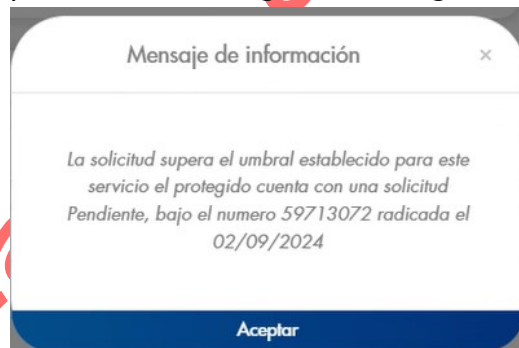 Mensaje de información ×
La solicitud supera el umbral establecido para este
servicio el protegido cuenta con una solicitud
Pendiente, bajo el numero 59713072 radicada el
02/09/2024
Aceptar